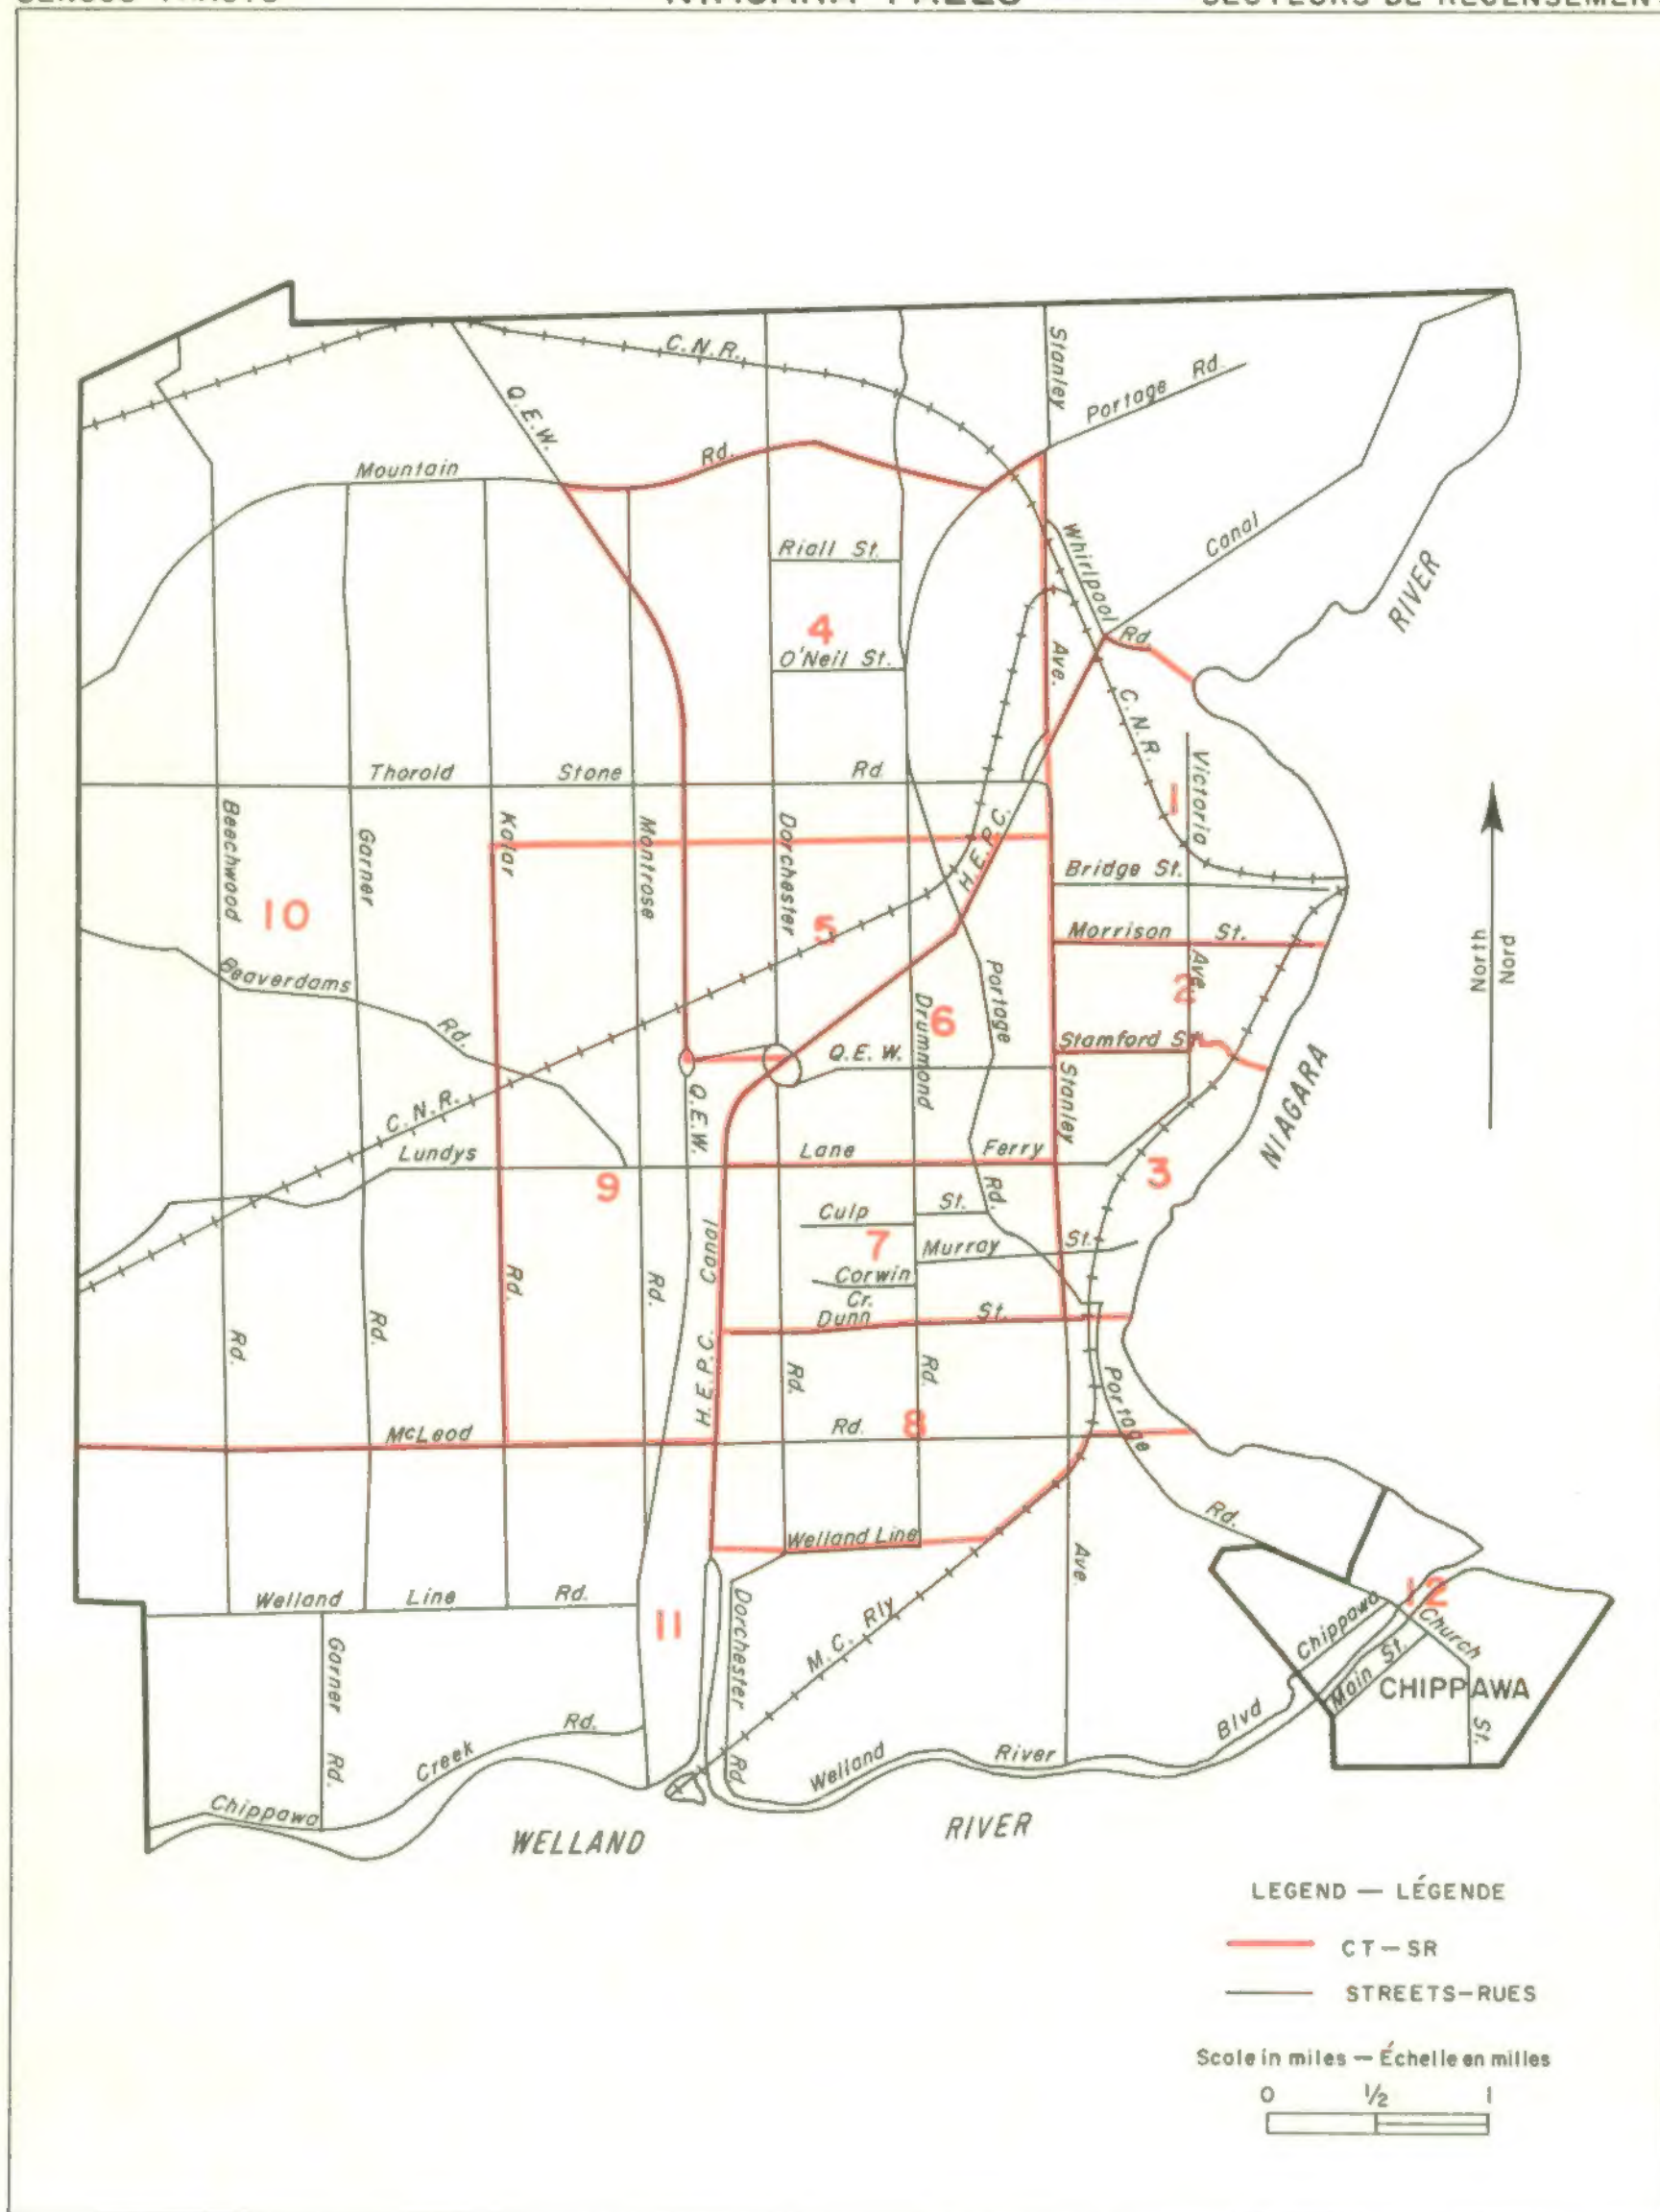 C.N.R.
Stanley
Portage Rd.
Q.E.W.
Mountain
Rd.
Whirlpool
Canal
Riall St.
RIVER
4
O'Neil St.
Rd.
Ave.
C.N.R.
Thorold Stone Rd.
Victoria
1
Beechwood
Garner
Kalar
Montrose
Dorchester
H.E.P.C.
Bridge St.
10
5
Morrison St.
North
Nord
Beaverdams
Rd.
Ave.
2
Drummond
6
Portage
Stamford St.
Q.E.W.
Q.E.W.
Stanley
NIAGARA
C.N.R.
Lundys
Lane
Ferry
9
3
Rd.
Culp
St.
7
Canal
Murray
St.
Rd.
Rd.
Corwin
Cr.
Dunn St.
Rd.
Rd.
H.E.P.C.
Rd.
Rd.
Portage
McLeod
Rd.
8
Rd.
Welland Line
Ave.
Welland Line Rd.
11
12
Dorchester
M.C. Rly
Chippawa
Church
Garner
Main St.
CHIPPAWA
Rd.
Blvd
St.
Creek
Rd.
Rd
Welland
River
Chippawa
WELLAND
RIVER
LEGEND — LÉGENDE
CT—SR
STREETS—RUES
Scale in miles — Échelle en milles
0 1/2 1